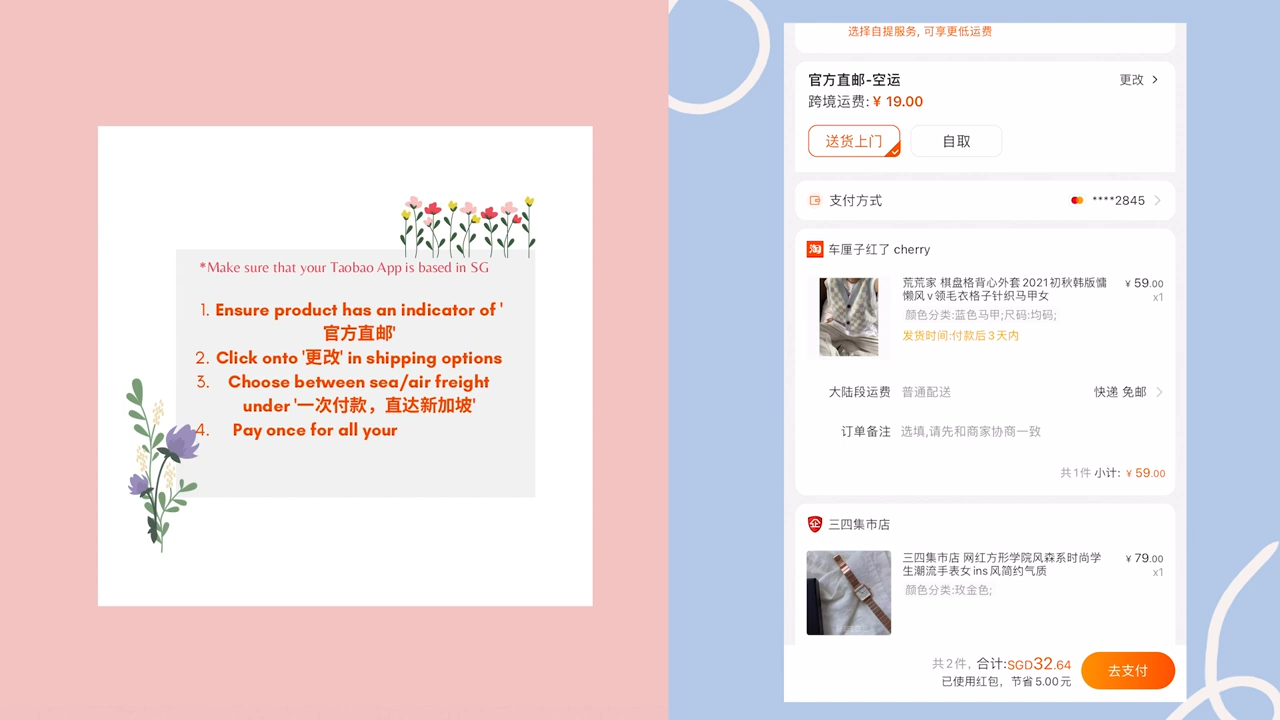 *Make sure that your Taobao App is based in SG
1. Ensure product has an indicator of '
官方直邮'
2. Click onto '更改' in shipping options
3. Choose between sea/air freight
under '一次付款，直达新加坡'
4. Pay once for all your
选择自提服务, 可享更低运费
官方直邮-空运
更改
跨境运费: ¥ 19.00
送货上门
自取
支付方式
****2845
淘 车厘子红了 cherry
荒荒家 棋盘格背心外套2021初秋韩版慵
¥ 59.00
懒风v领毛衣格子针织马甲女
x1
颜色分类:蓝色马甲;尺码:均码;
发货时间:付款后3天内
大陆段运费 普通配送 快递 免邮
订单备注 选填,请先和商家协商一致
共1件 小计: ¥ 59.00
企 三四集市店
三四集市店 网红方形学院风森系时尚学
¥ 79.00
生潮流手表女ins风简约气质
x1
颜色分类:玫金色;
共2件, 合计:SGD32.64
已使用红包，节省5.00元
去支付